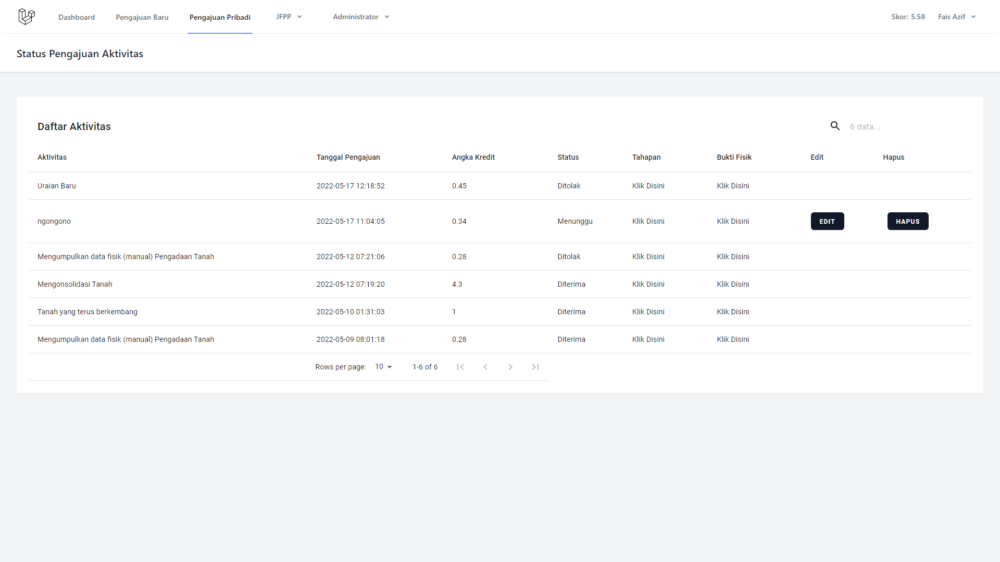 Dashboard Pengajuan Baru Pengajuan Pribadi JFPP Administrator Skor: 5.58 Fais Azif
Status Pengajuan Aktivitas
Daftar Aktivitas 6 data...
Aktivitas Tanggal Pengajuan Angka Kredit Status Tahapan Bukti Fisik Edit Hapus
Uraian Baru 2022-05-17 12:18:52 0.45 Ditolak Klik Disini Klik Disini
ngongono 2022-05-17 11:04:05 0.34 Menunggu Klik Disini Klik Disini EDIT HAPUS
Mengumpulkan data fisik (manual) Pengadaan Tanah 2022-05-12 07:21:06 0.28 Ditolak Klik Disini Klik Disini
Mengonsolidasi Tanah 2022-05-12 07:19:20 4.3 Diterima Klik Disini Klik Disini
Tanah yang terus berkembang 2022-05-10 01:31:03 1 Diterima Klik Disini Klik Disini
Mengumpulkan data fisik (manual) Pengadaan Tanah 2022-05-09 08:01:18 0.28 Diterima Klik Disini Klik Disini
Rows per page: 10 1-6 of 6